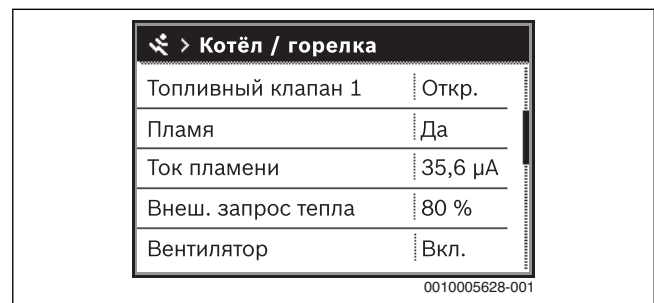 > Котёл / горелка
Топливный клапан 1 Откр.
Пламя Да
Ток пламени 35,6 µA
Внеш. запрос тепла 80 %
Вентилятор Вкл.
0010005628-001